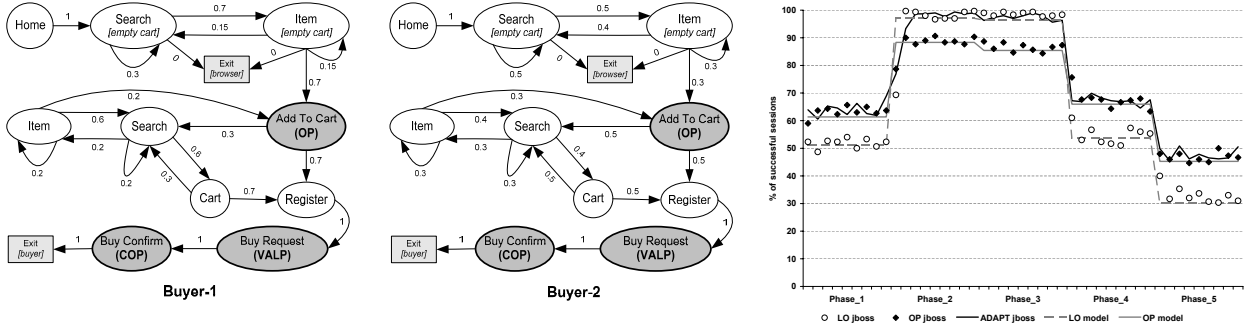 Home
1
Search
[empty cart]
0.7
0.15
Item
[empty cart]
0.3
0
Exit
[browser]
0
0.15
0.7
0.2
Item
0.6
Search
0.2
0.2
0.2
0.3
Add To Cart
(OP)
0.6
0.3
Cart
0.7
0.7
Register
1
Exit
[buyer]
1
Buy Confirm
(COP)
1
Buy Request
(VALP)
Buyer-1
Home
1
Search
[empty cart]
0.5
0.4
Item
[empty cart]
0.5
0
Exit
[browser]
0
0.3
0.3
0.3
Item
0.4
Search
0.2
0.3
0.3
0.5
Add To Cart
(OP)
0.4
0.5
Cart
0.5
0.5
Register
1
Exit
[buyer]
1
Buy Confirm
(COP)
1
Buy Request
(VALP)
Buyer-2
% of successful sessions
100
90
80
70
60
50
40
30
20
10
0
Phase_1 Phase_2 Phase_3 Phase_4 Phase_5
LO jboss OP jboss ADAPT jboss LO model OP model